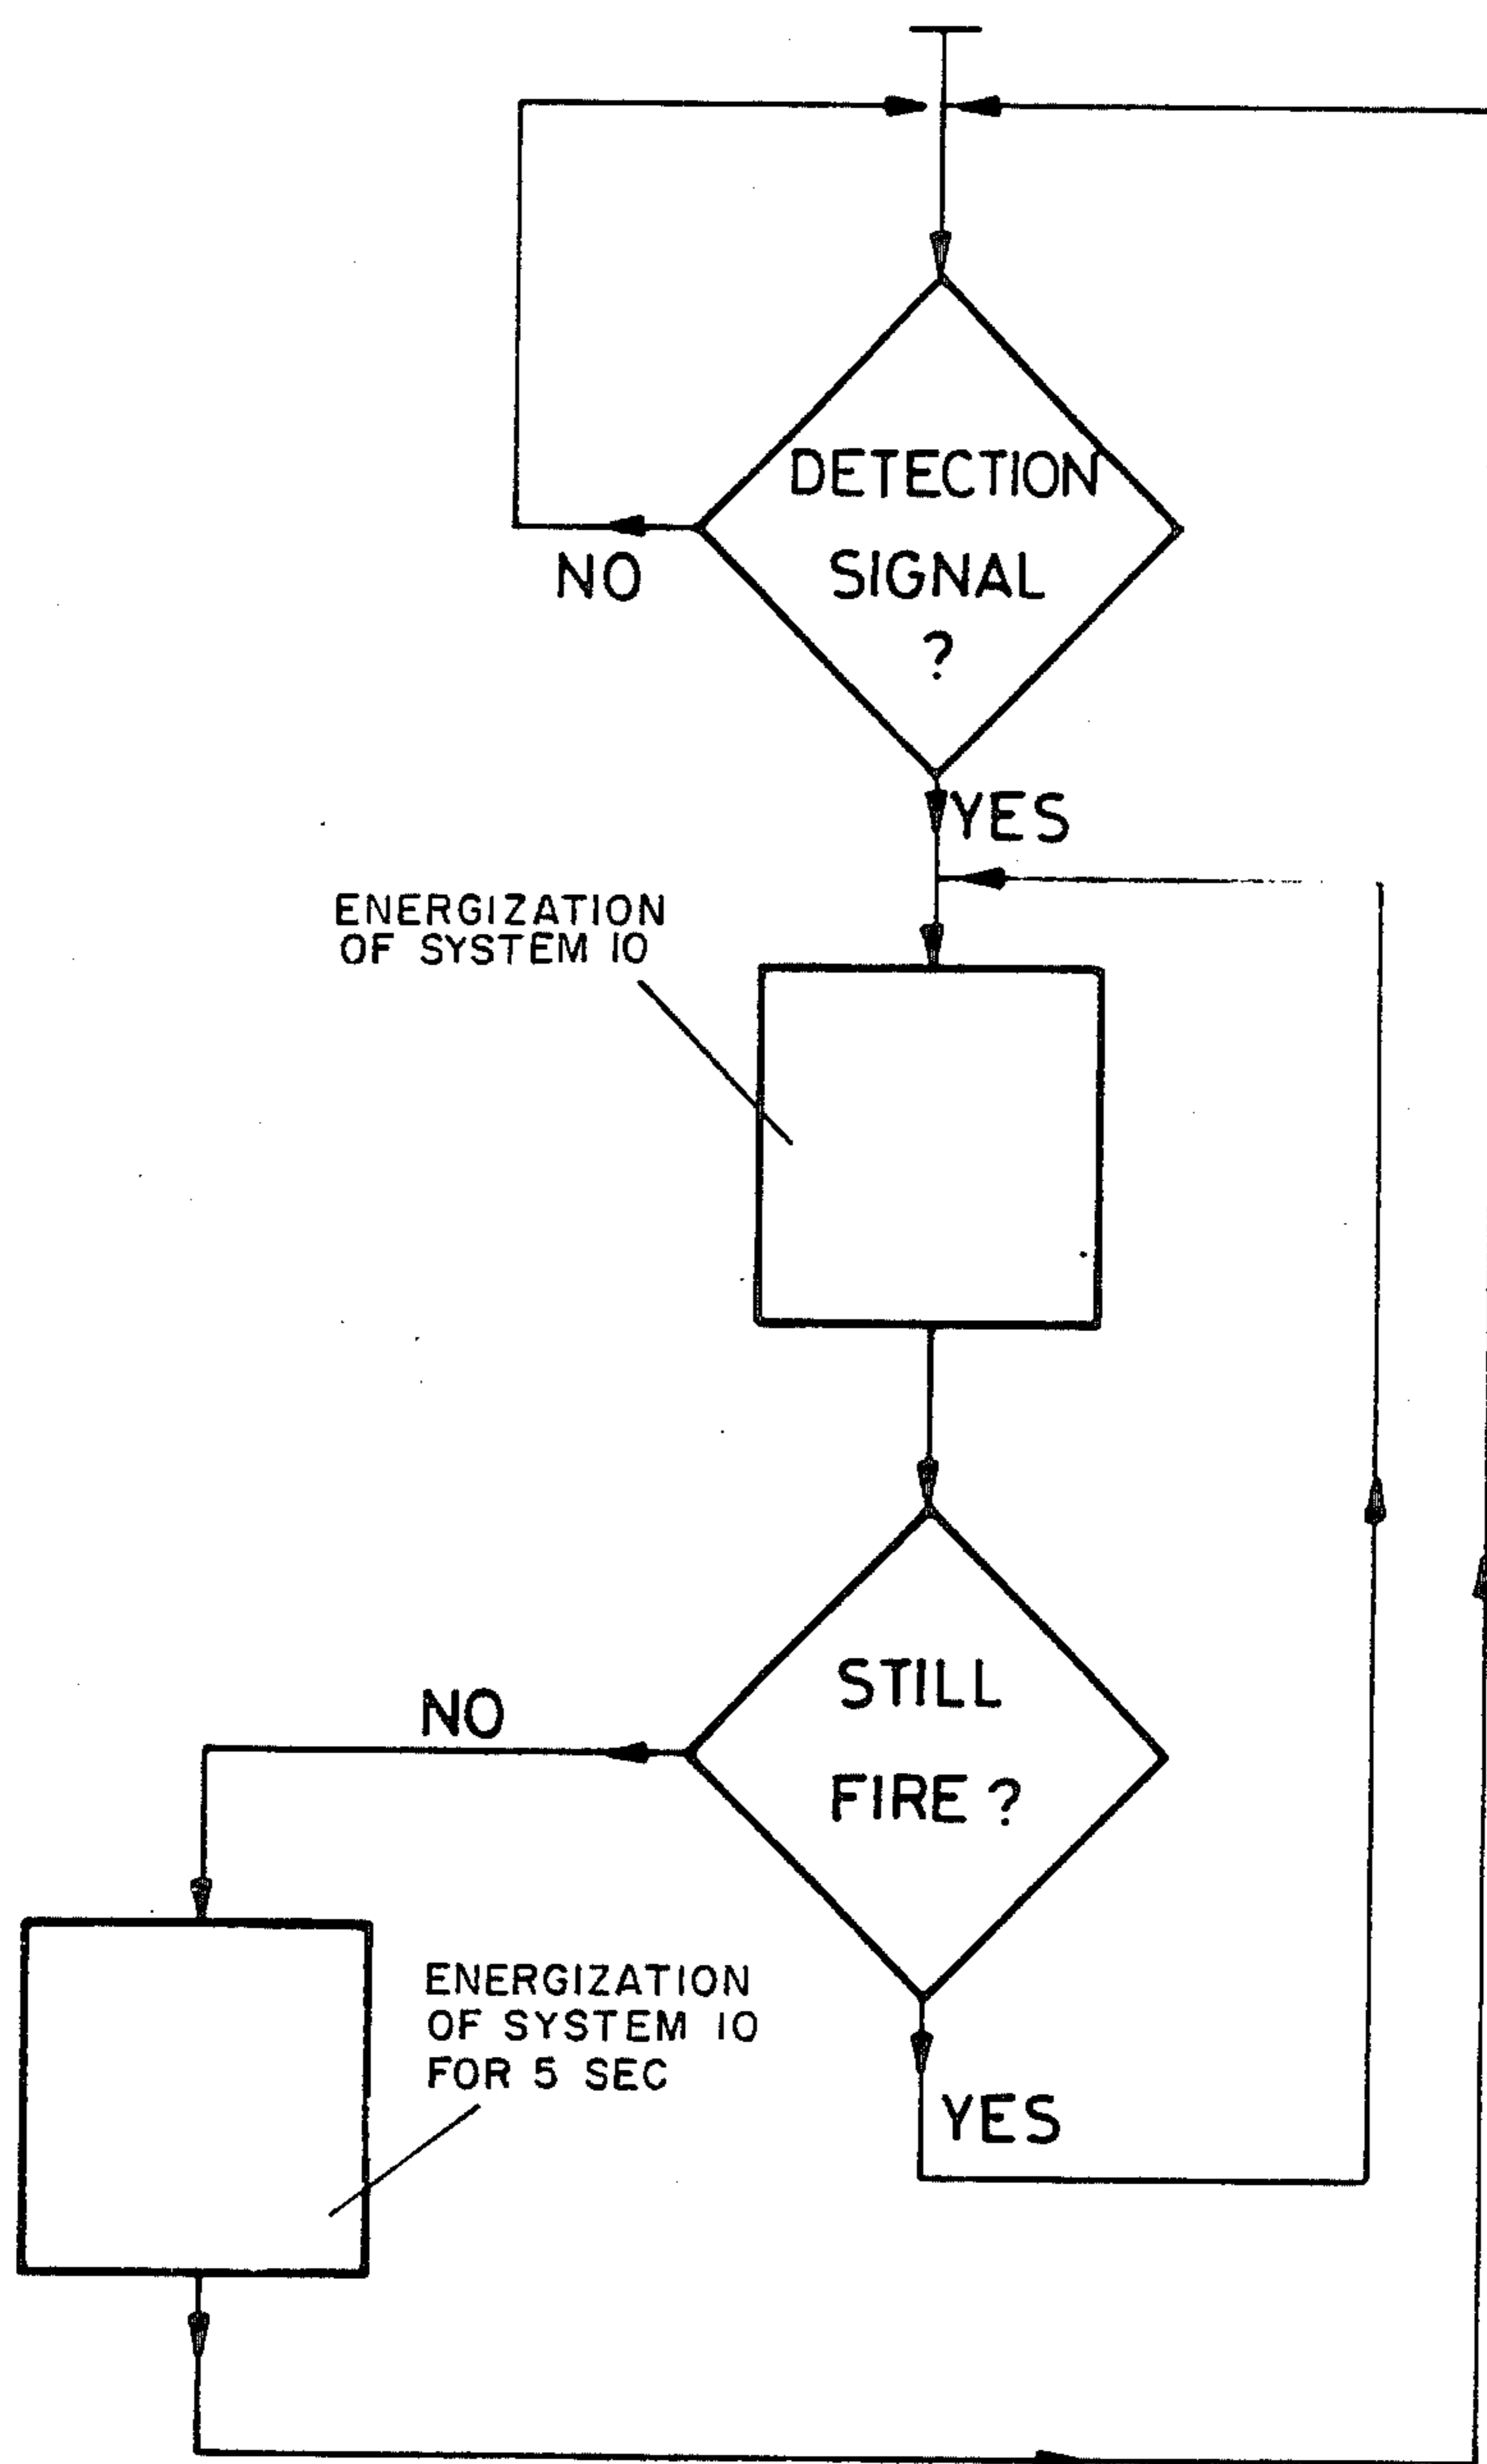 DETECTION
SIGNAL
?
NO
YES
ENERGIZATION
OF SYSTEM 10
STILL
FIRE ?
NO
ENERGIZATION
OF SYSTEM 10
FOR 5 SEC
YES